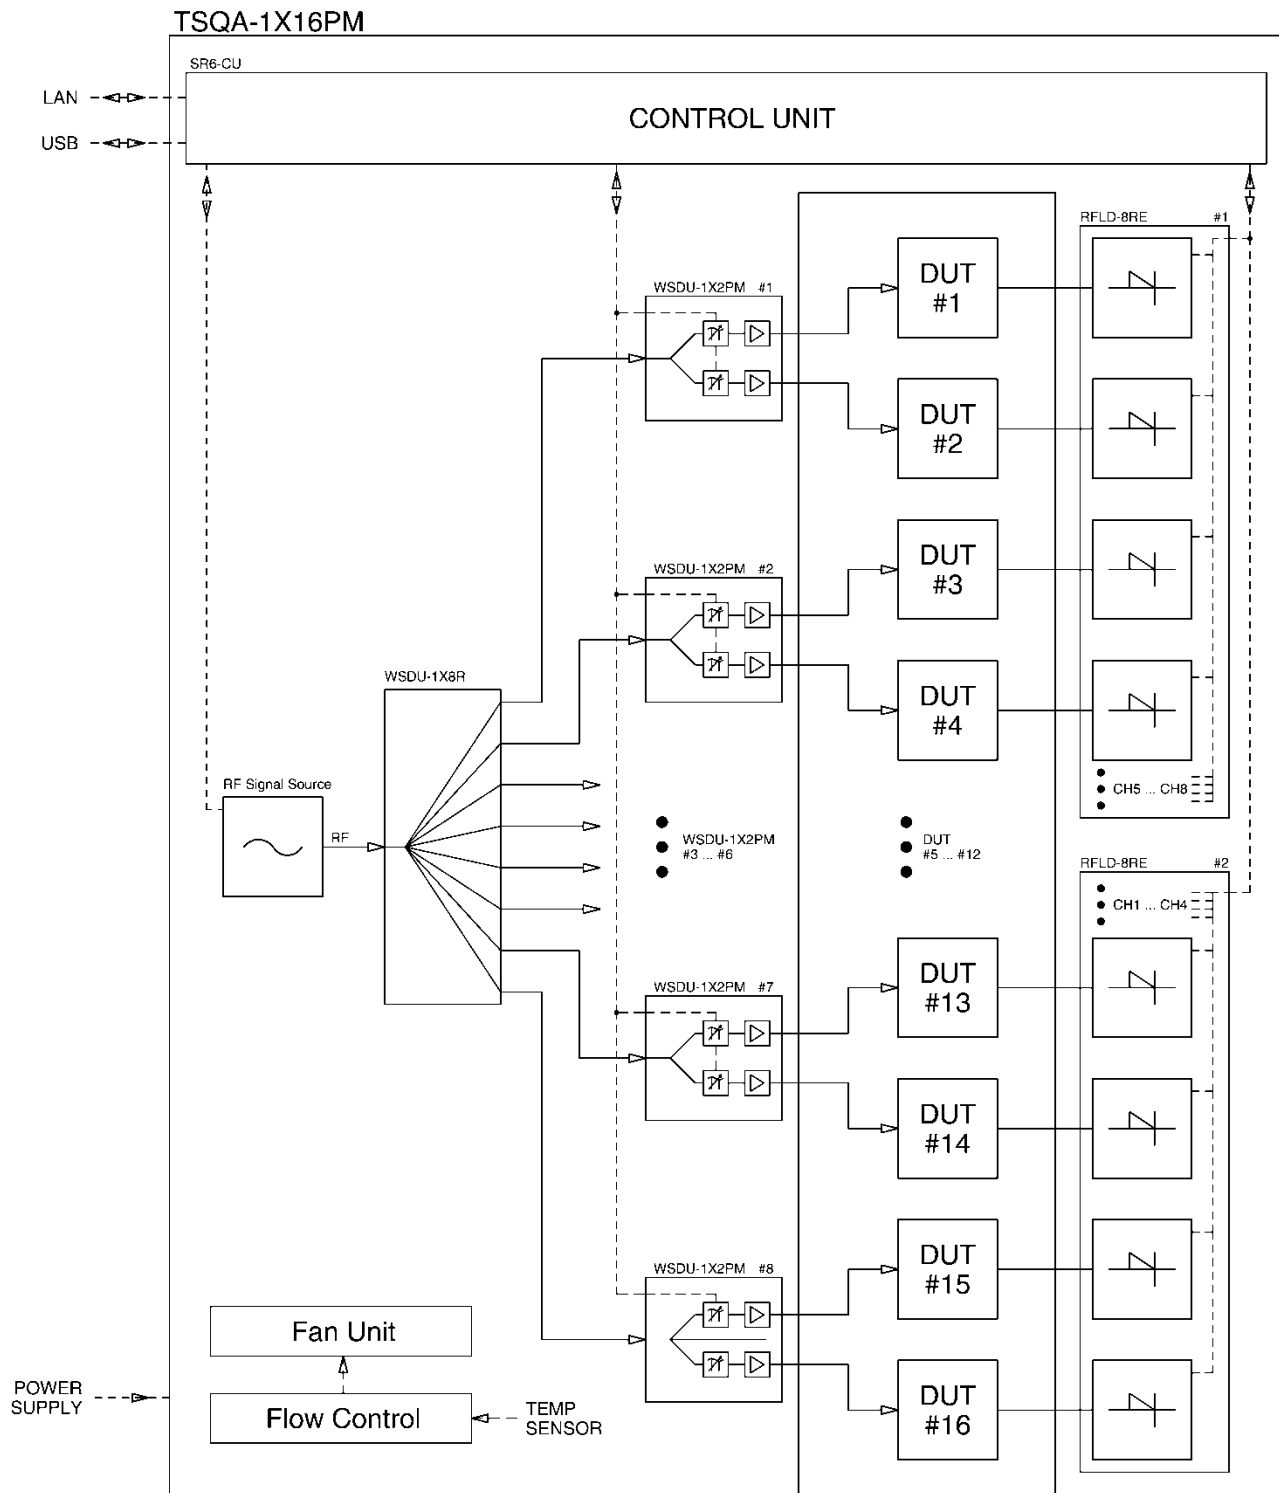 TSQA-1X16PM
SR6-CU
LAN
USB
CONTROL UNIT
RFLD-8RE #1
WSDU-1X2PM #1
DUT
#1
DUT
#2
WSDU-1X2PM #2
DUT
#3
DUT
#4
WSDU-1X8R
RF Signal Source
RF
CH5 ... CH8
WSDU-1X2PM
#3 ... #6
DUT
#5 ... #12
RFLD-8RE #2
CH1 ... CH4
WSDU-1X2PM #7
DUT
#13
DUT
#14
WSDU-1X2PM #8
DUT
#15
DUT
#16
Fan Unit
Flow Control
POWER
SUPPLY
TEMP
SENSOR